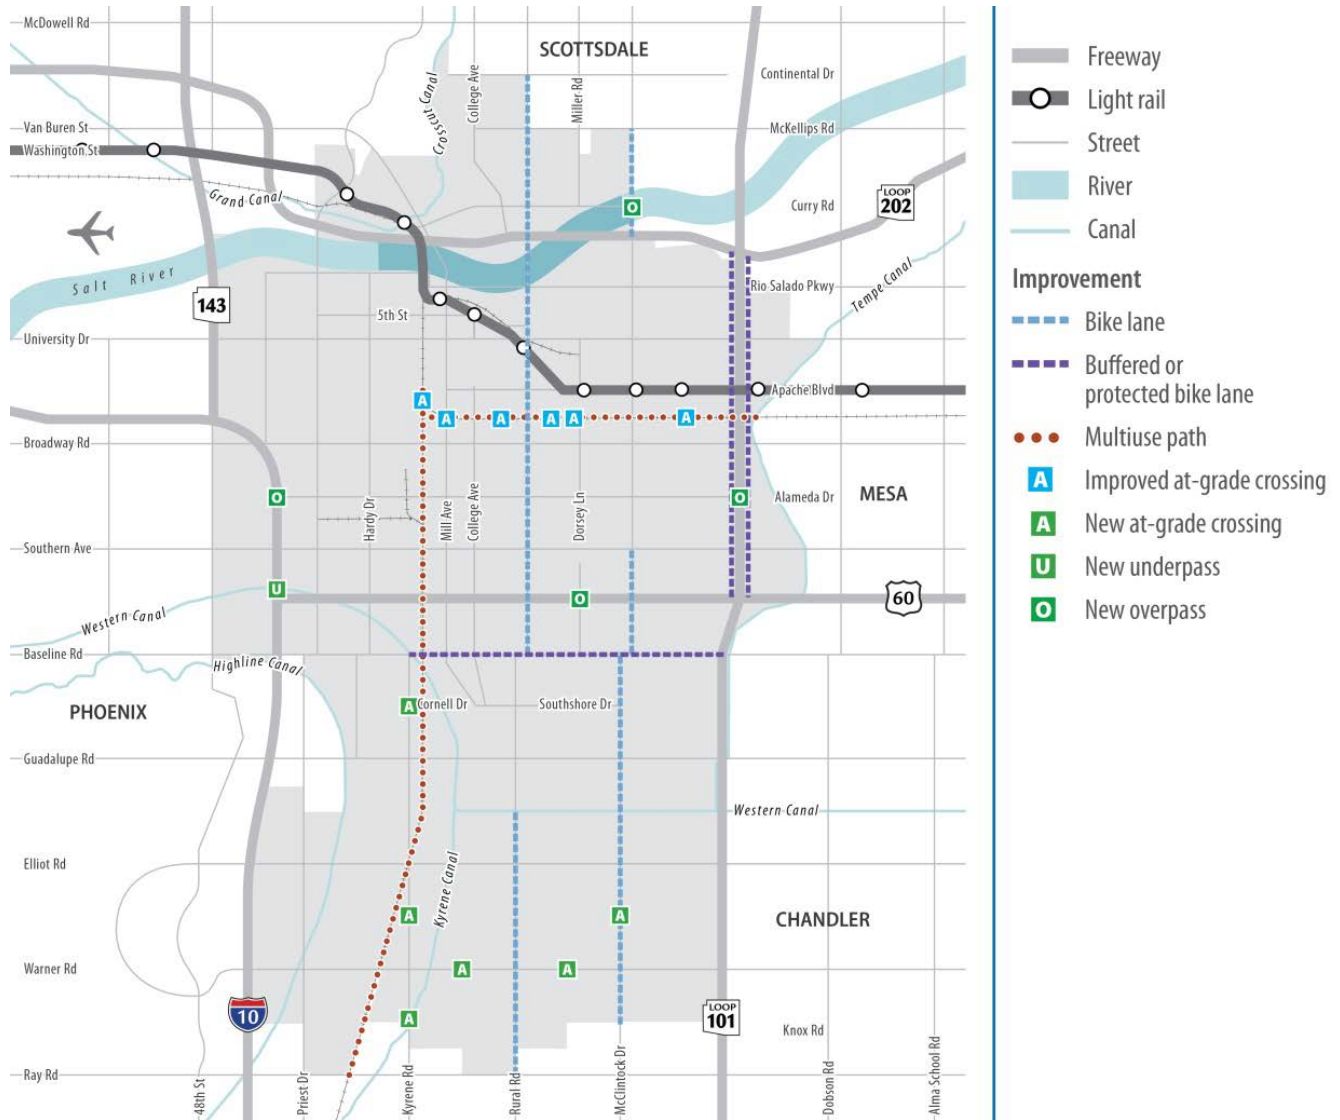 McDowell Rd
SCOTTSDALE
Continental Dr
College Ave
Miller Rd
Crosscut Canal
Van Buren St
McKellips Rd
Washington St
Grand Canal
Curry Rd
LOOP
202
Salt River
143
Rio Salado Pkwy
Tempe Canal
5th St
University Dr
Apache Blvd
A
A
A
A
A
A
Broadway Rd
O
O
O
Alameda Dr
MESA
Hardy Dr
Mill Ave
College Ave
Dorsey Ln
Southern Ave
U
O
60
Western Canal
Baseline Rd
Highline Canal
PHOENIX
A
Cornell Dr
Southshore Dr
Guadalupe Rd
Western Canal
Elliot Rd
Kyrene Canal
A
A
CHANDLER
Warner Rd
A
A
10
A
LOOP
101
Knox Rd
Ray Rd
48th St
Priest Dr
Kyrene Rd
Rural Rd
McClintock Dr
Dobson Rd
Alma School Rd
Freeway
Light rail
Street
River
Canal
Improvement
Bike lane
Buffered or
protected bike lane
Multiuse path
A Improved at-grade crossing
A New at-grade crossing
U New underpass
O New overpass